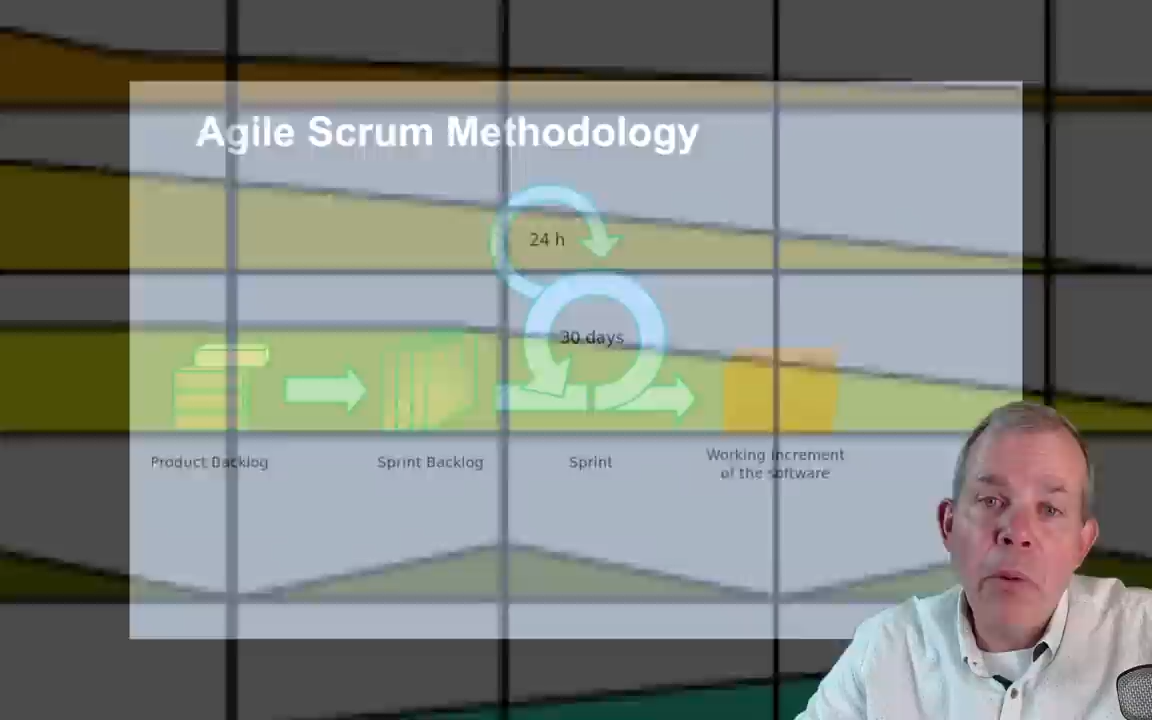 Agile Scrum Methodology
24 h
30 days
Product Backlog
Sprint Backlog
Sprint
Working increment
of the software